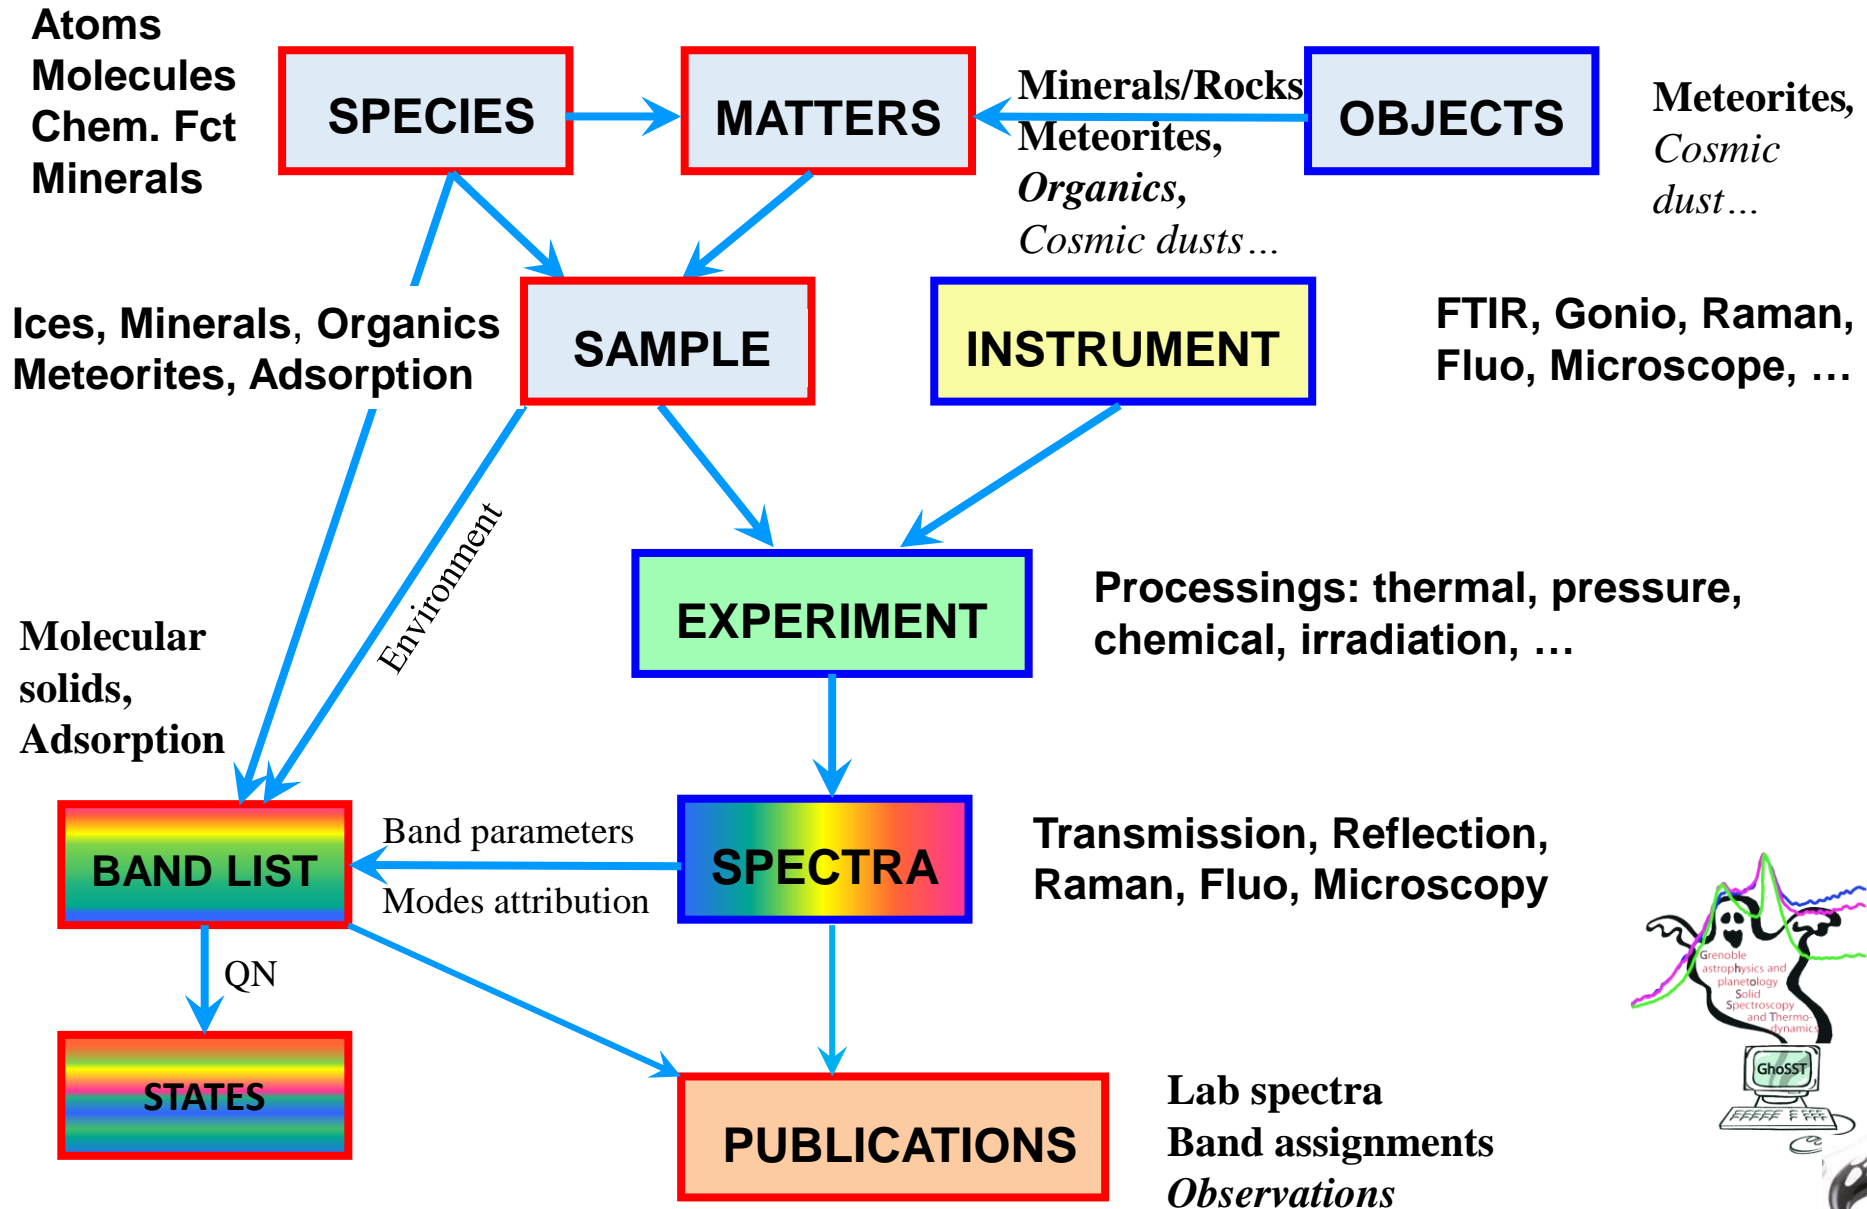 Atoms
Molecules
Chem. Fct
Minerals
SPECIES
MATTERS
Minerals/Rocks
Meteorites,
Organics,
Cosmic dusts…
OBJECTS
Meteorites,
Cosmic
dust…
Ices, Minerals, Organics
Meteorites, Adsorption
SAMPLE
INSTRUMENT
FTIR, Gonio, Raman,
Fluo, Microscope, …
Environment
EXPERIMENT
Processings: thermal, pressure,
chemical, irradiation, …
Molecular
solids,
Adsorption
BAND LIST
Band parameters
Modes attribution
SPECTRA
Transmission, Reflection,
Raman, Fluo, Microscopy
QN
STATES
PUBLICATIONS
Lab spectra
Band assignments
Observations
Grenoble
astrophysics and
planetology
Solid
Spectroscopy
and Thermo-
dynamics
GhoSST